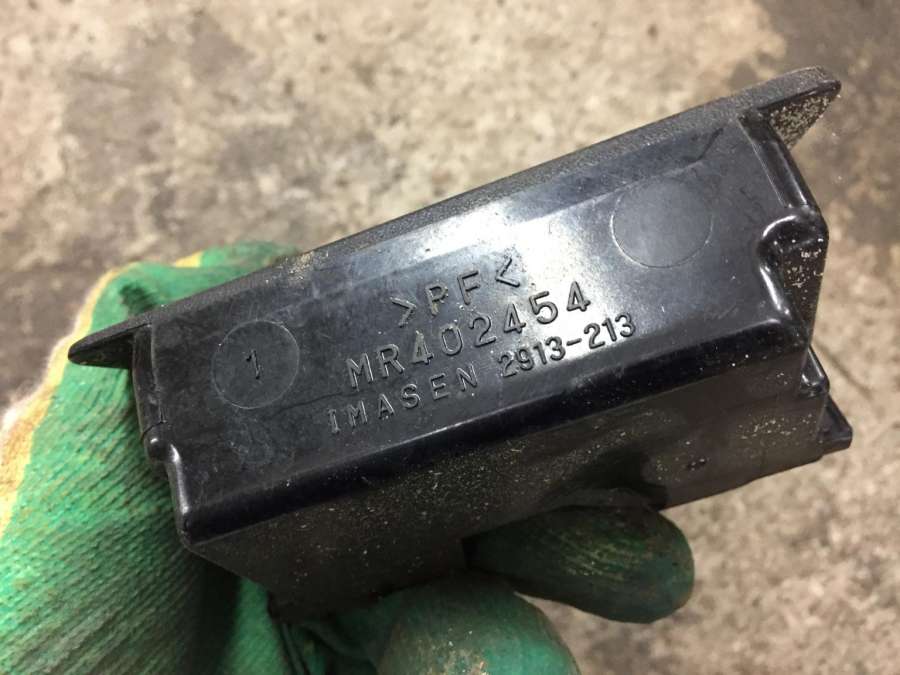 >PF<
MR402454
IMASEN 2913-213
1